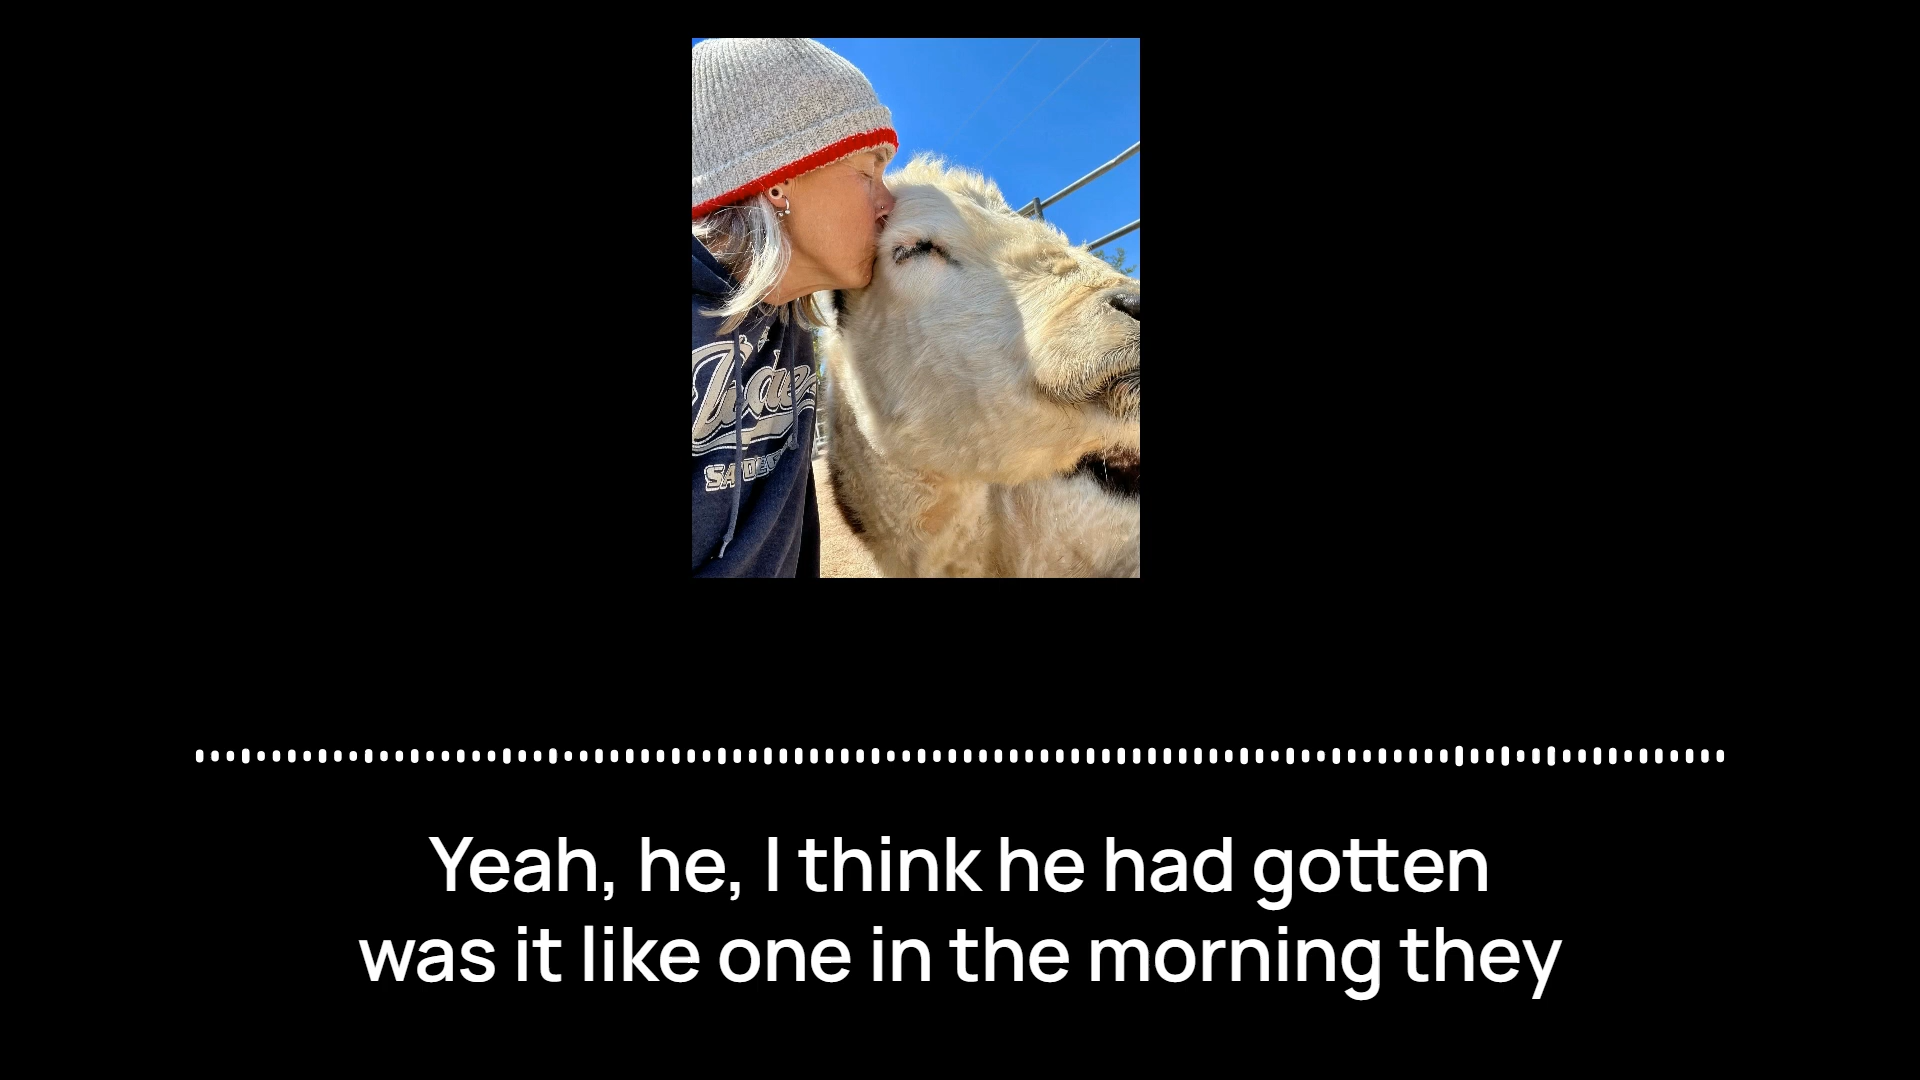 Yeah, he, I think he had gotten
was it like one in the morning they